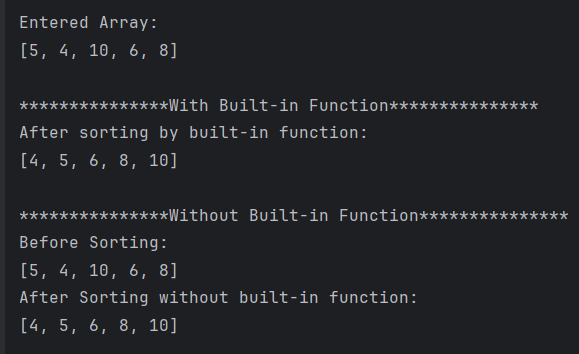 Entered Array:
[5, 4, 10, 6, 8]
***************With Built-in Function***************
After sorting by built-in function:
[4, 5, 6, 8, 10]
***************Without Built-in Function***************
Before Sorting:
[5, 4, 10, 6, 8]
After Sorting without built-in function:
[4, 5, 6, 8, 10]